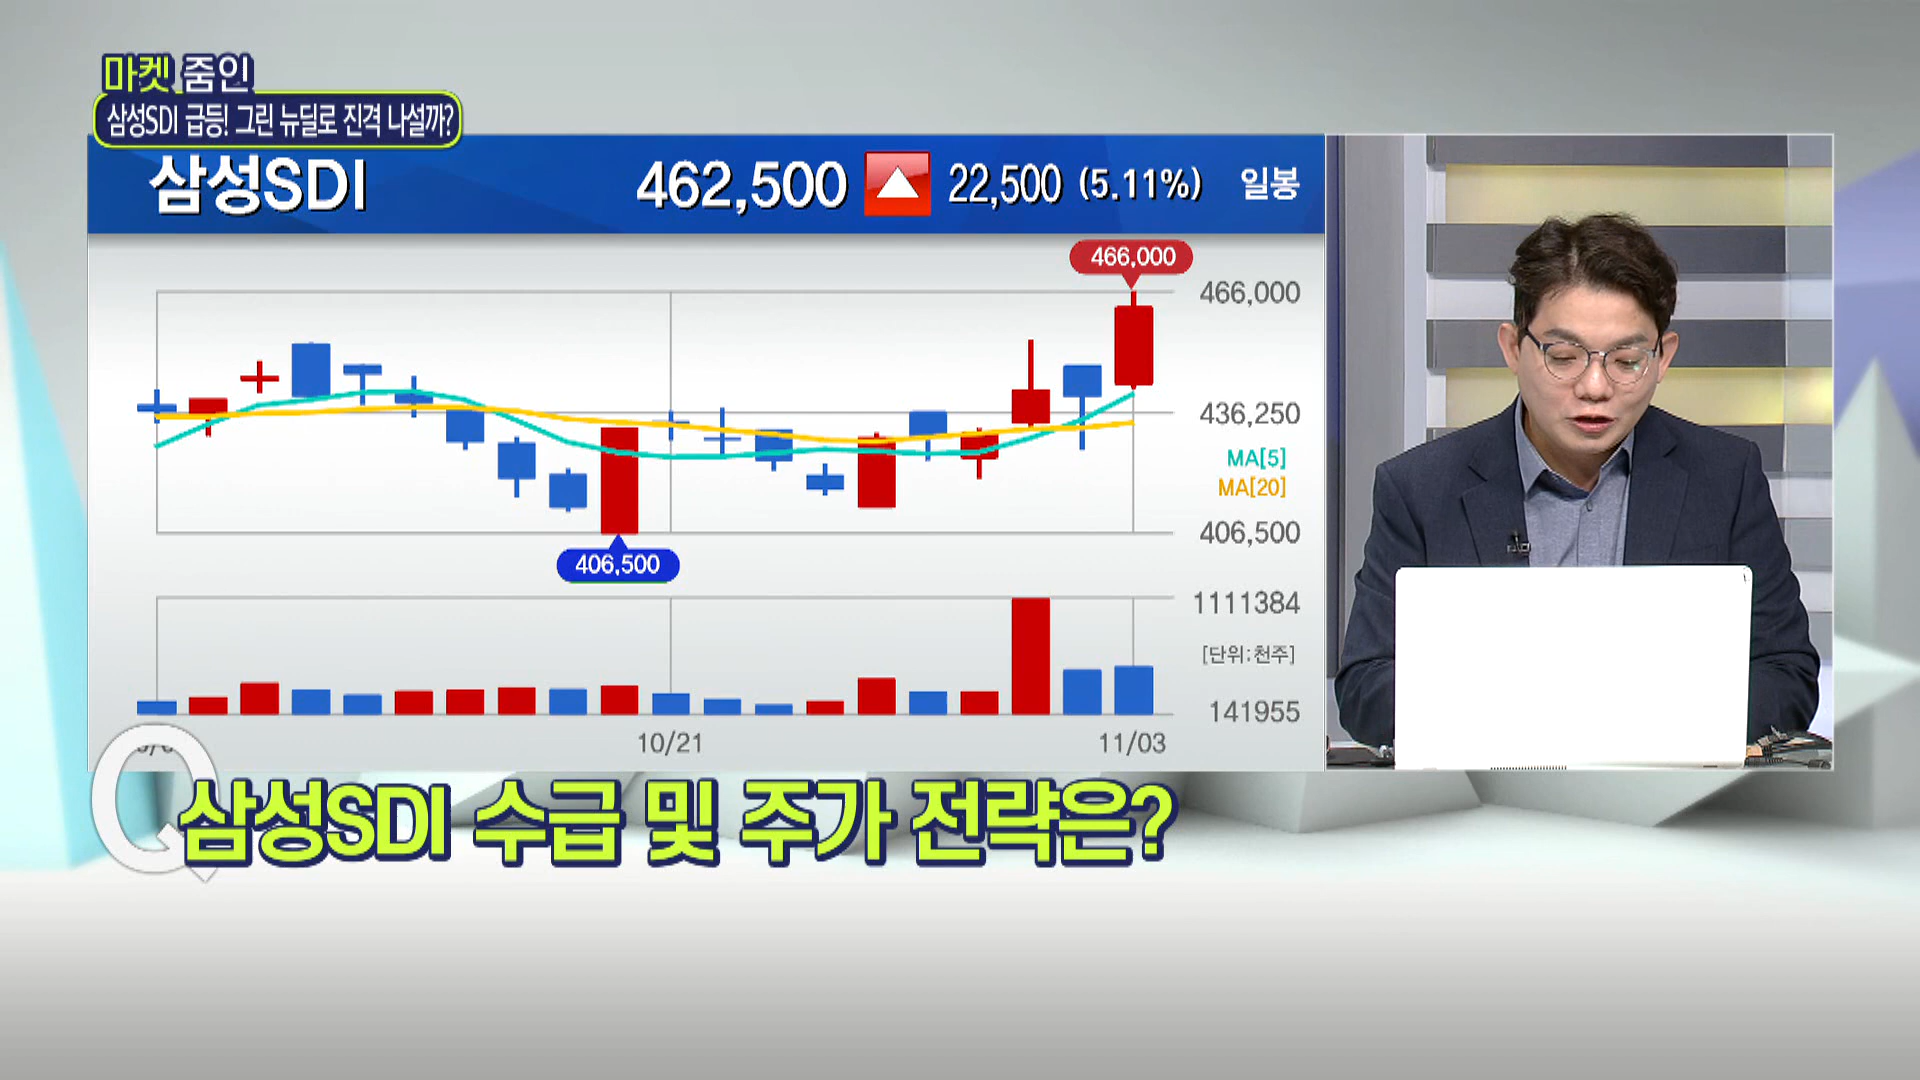 마켓 줌인
삼성SDI 급등! 그린 뉴딜로 진격 나설까?
삼성SDI 462,500 22,500 (5.11%) 일봉
466,000
466,000
436,250
MA[5]
MA[20]
406,500
406,500
1111384
[단위:천주]
141955
10/21 11/03
Q 삼성SDI 수급 및 주가 전략은?